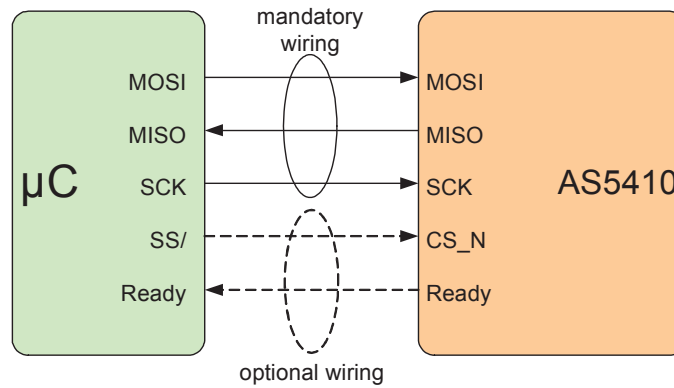 mandatory
wiring
MOSI MOSI
MISO MISO
µC SCK SCK AS5410
SS/ CS_N
Ready Ready
optional wiring